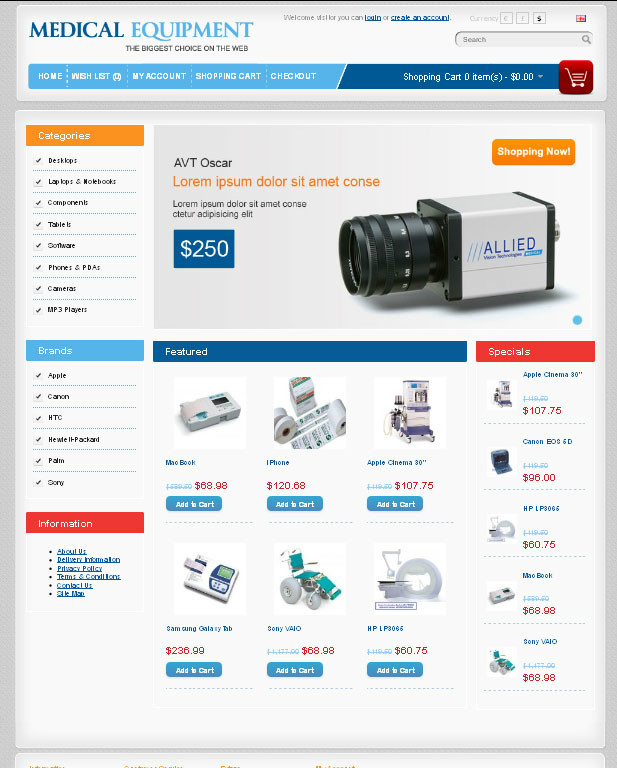 MEDICAL EQUIPMENT
THE BIGGEST CHOICE ON THE WEB
Welcome visitor you can login or create an account.
Currency € £ $
Search
HOME WISH LIST (0) MY ACCOUNT SHOPPING CART CHECKOUT
Shopping Cart 0 item(s) - $0.00
Categories
Desktops
Laptops & Notebooks
Components
Tablets
Software
Phones & PDAs
Cameras
MP3 Players
AVT Oscar
Lorem ipsum dolor sit amet conse
Lorem ipsum dolor sit amet conse
ctetur adipisicing elit
$250
Shopping Now!
ALLIED
Vision Technologies
Brands
Apple
Canon
HTC
Hewlett-Packard
Palm
Sony
Information
About Us
Delivery Information
Privacy Policy
Terms & Conditions
Contact Us
Site Map
Featured
MacBook
$589.50 $68.98
Add to Cart
iPhone
$120.68
Add to Cart
Apple Cinema 30"
$119.50 $107.75
Add to Cart
Samsung Galaxy Tab
$236.99
Add to Cart
Sony VAIO
$1,177.00 $68.98
Add to Cart
HP LP3065
$119.50 $60.75
Add to Cart
Specials
Apple Cinema 30"
$119.50
$107.75
Canon EOS 5D
$119.50
$96.00
HP LP3065
$119.50
$60.75
MacBook
$589.50
$68.98
Sony VAIO
$1,177.00
$68.98